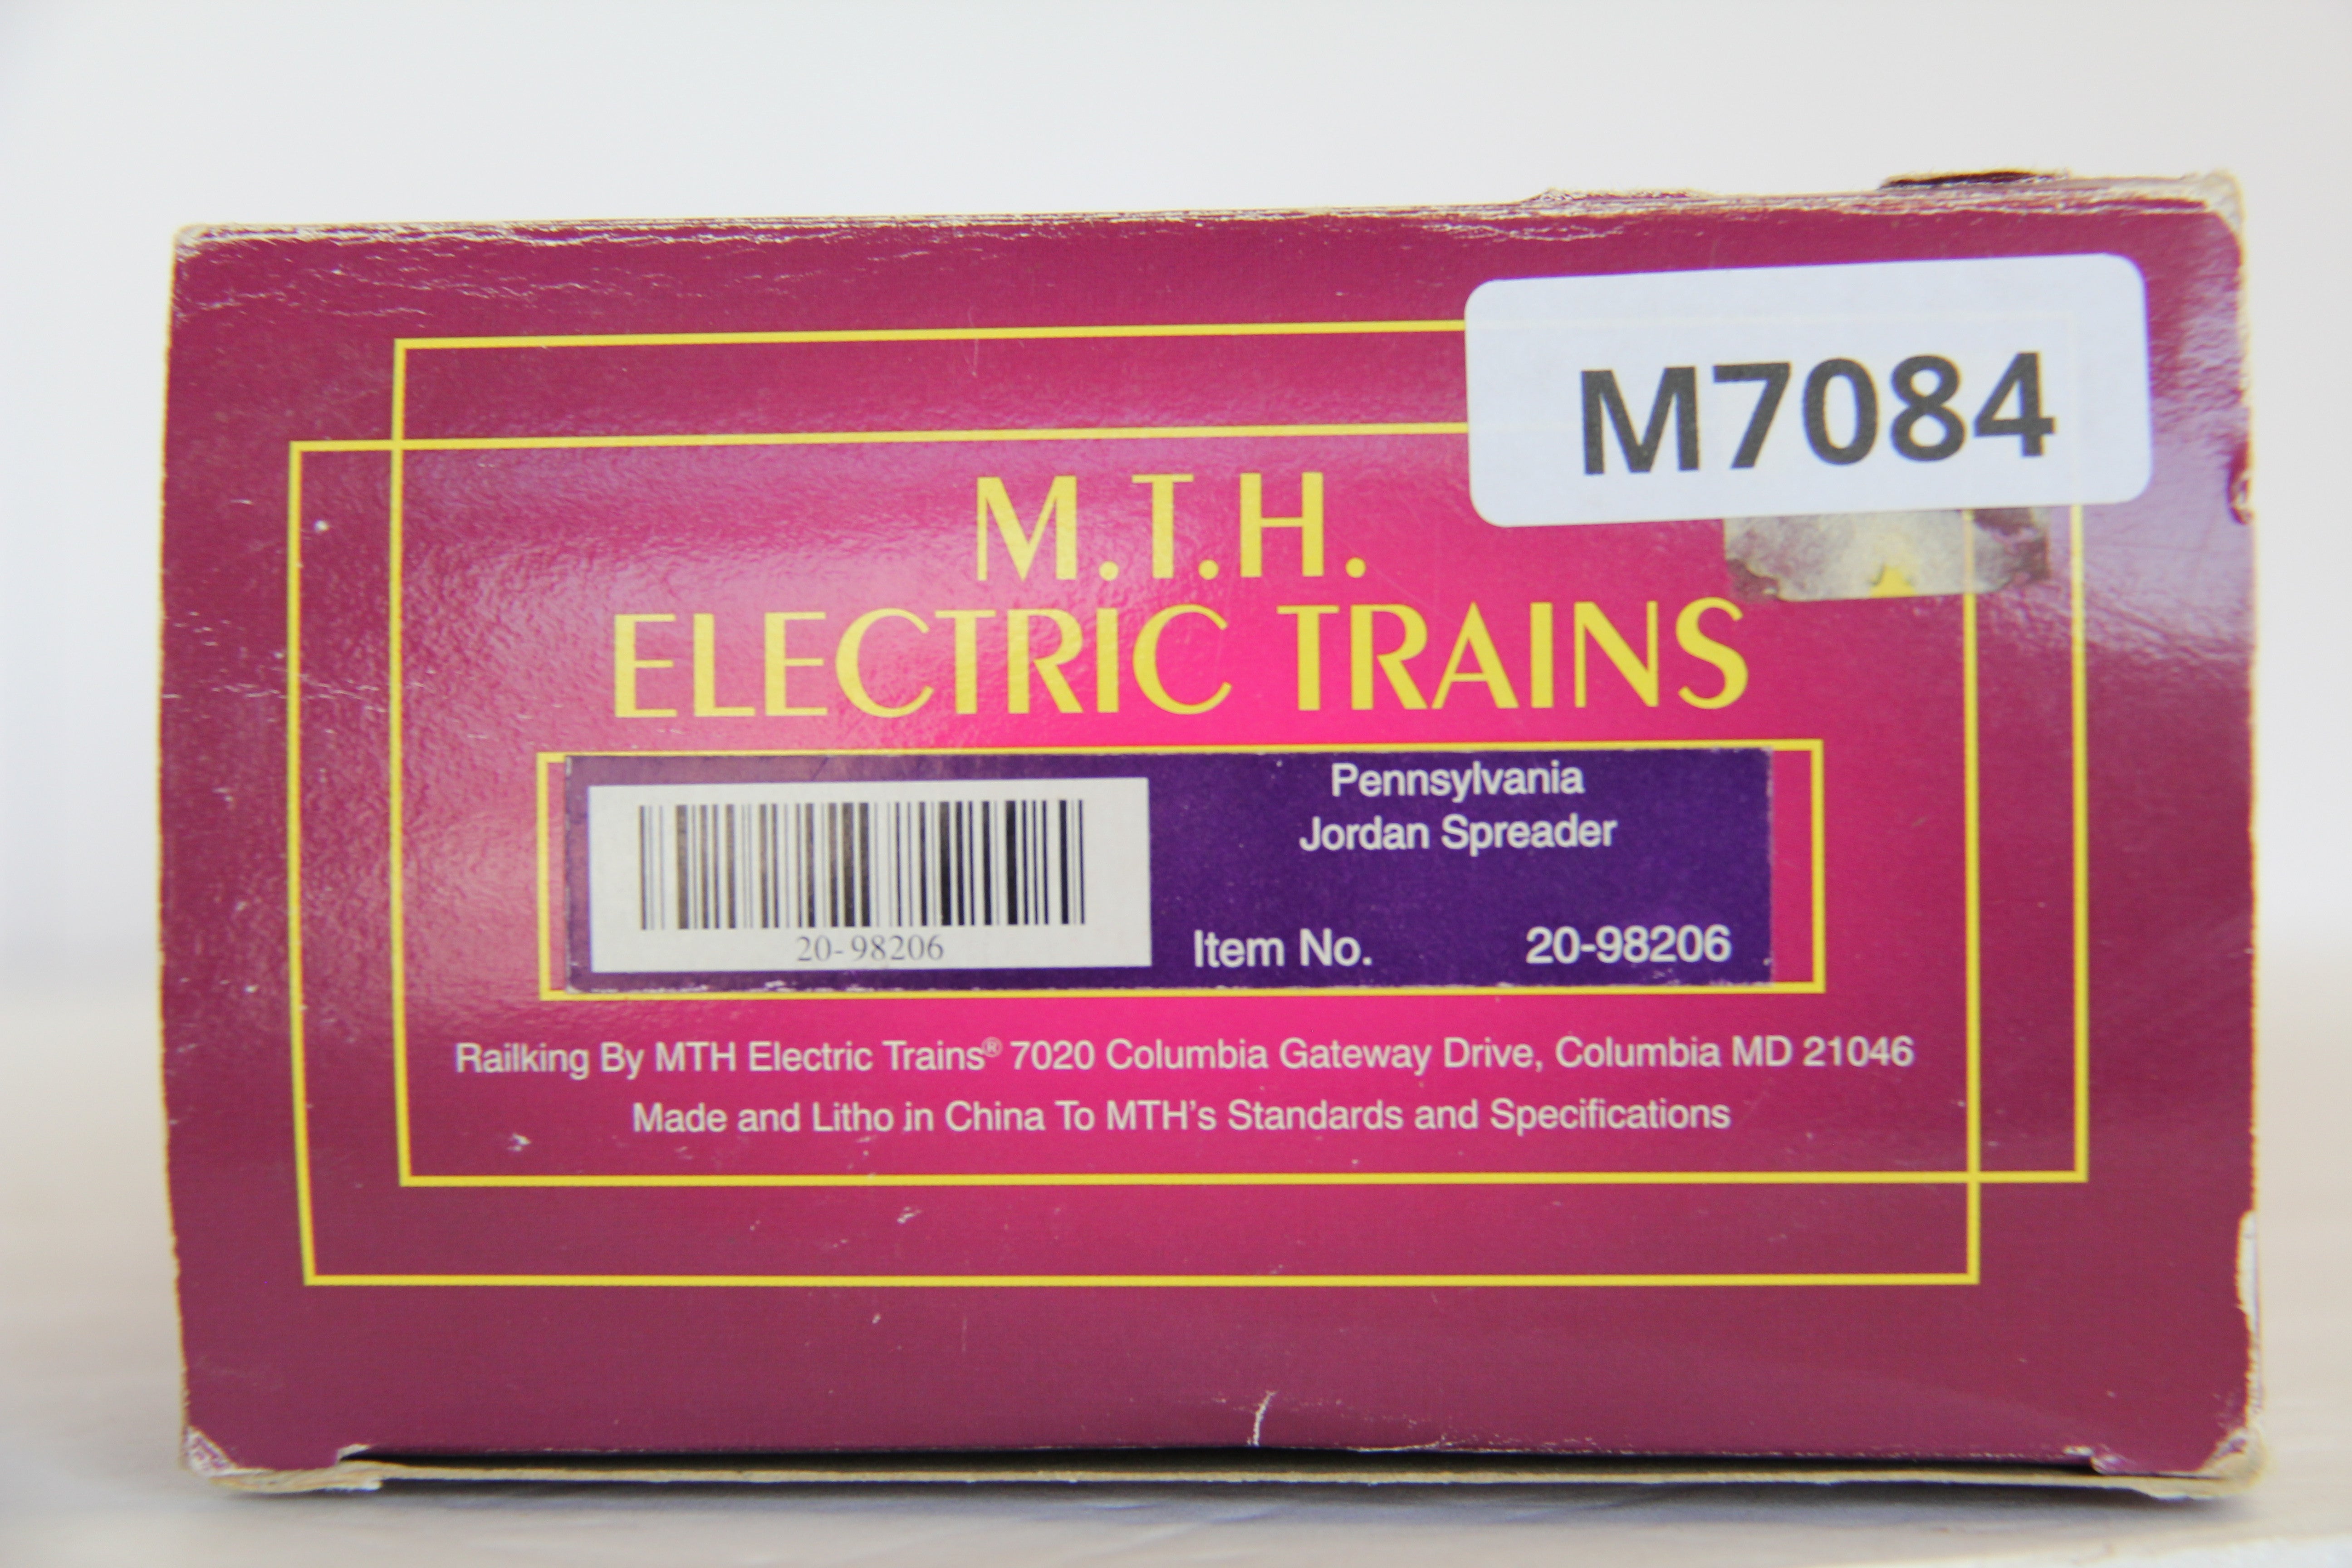 M7084
M.T.H.
ELECTRIC TRAINS
Pennsylvania
Jordan Spreader
20-98206
Item No. 20-98206
Railking By MTH Electric Trains® 7020 Columbia Gateway Drive, Columbia MD 21046
Made and Litho in China To MTH's Standards and Specifications